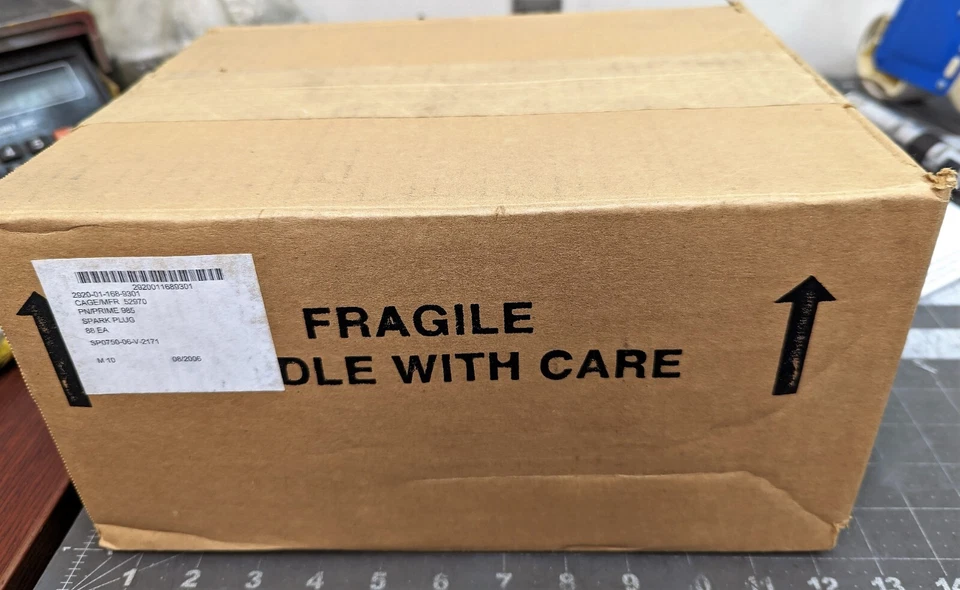 2920011689301
2920-01-168-9301
CAGE/MFR 52970
PN/PRIME 985
SPARK PLUG
88 EA
SP0750-06-V-2171
M 10 08/2006
FRAGILE
DLE WITH CARE
1 2 3 4 5 6 7 8 9 10 11 12 13 14